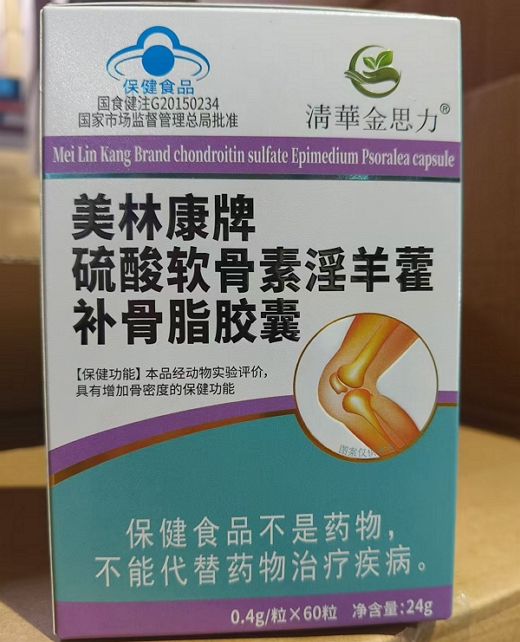 保健食品
国食健注G20150234
国家市场监督管理总局批准
清華金思力®
Mei Lin Kang Brand chondroitin sulfate Epimedium Psoralea capsule
美林康牌
硫酸软骨素淫羊藿
补骨脂胶囊
【保健功能】本品经动物实验评价，
具有增加骨密度的保健功能
图案仅供
保健食品不是药物，
不能代替药物治疗疾病。
0.4g/粒×60粒 净含量:24g